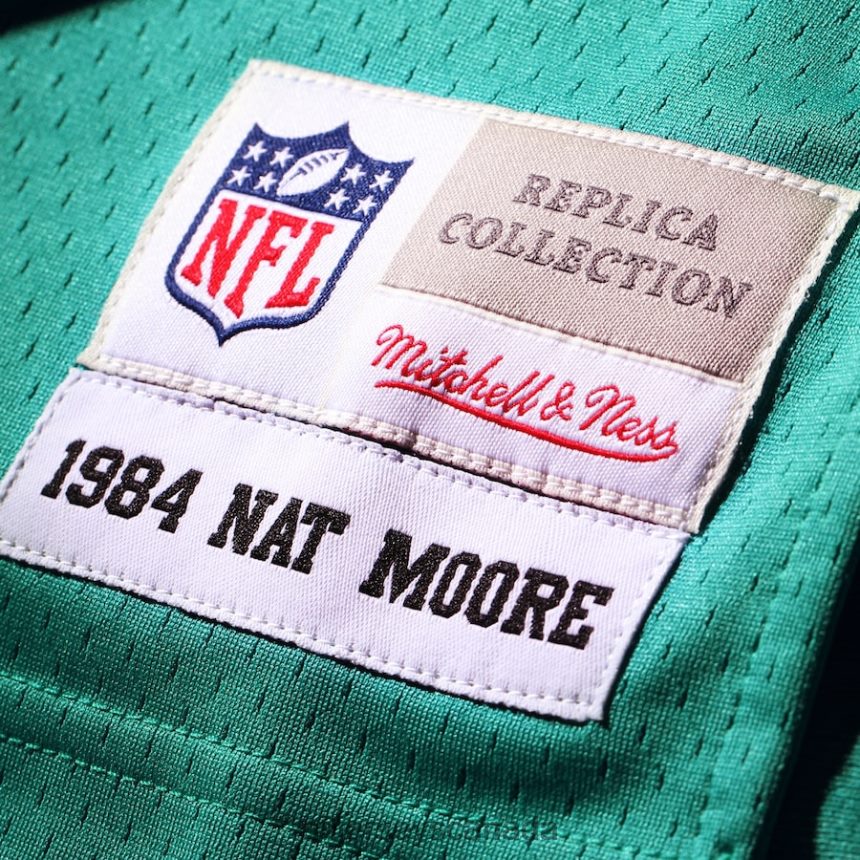 NFL
REPLICA
COLLECTION
Mitchell & Ness
1984 NAT MOORE